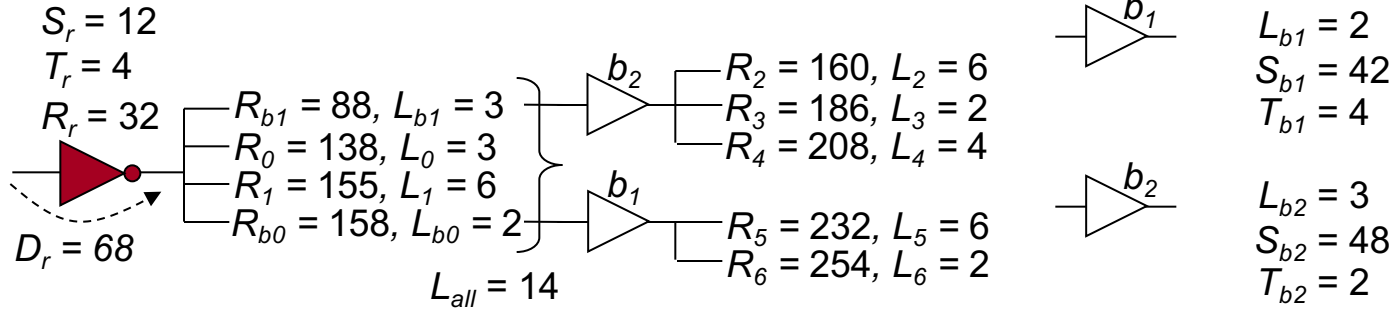 S_r = 12
T_r = 4
R_r = 32
D_r = 68
R_b1 = 88, L_b1 = 3
R_0 = 138, L_0 = 3
R_1 = 155, L_1 = 6
R_b0 = 158, L_b0 = 2
L_all = 14
b_2
R_2 = 160, L_2 = 6
R_3 = 186, L_3 = 2
R_4 = 208, L_4 = 4
b_1
R_5 = 232, L_5 = 6
R_6 = 254, L_6 = 2
b_1
L_b1 = 2
S_b1 = 42
T_b1 = 4
b_2
L_b2 = 3
S_b2 = 48
T_b2 = 2